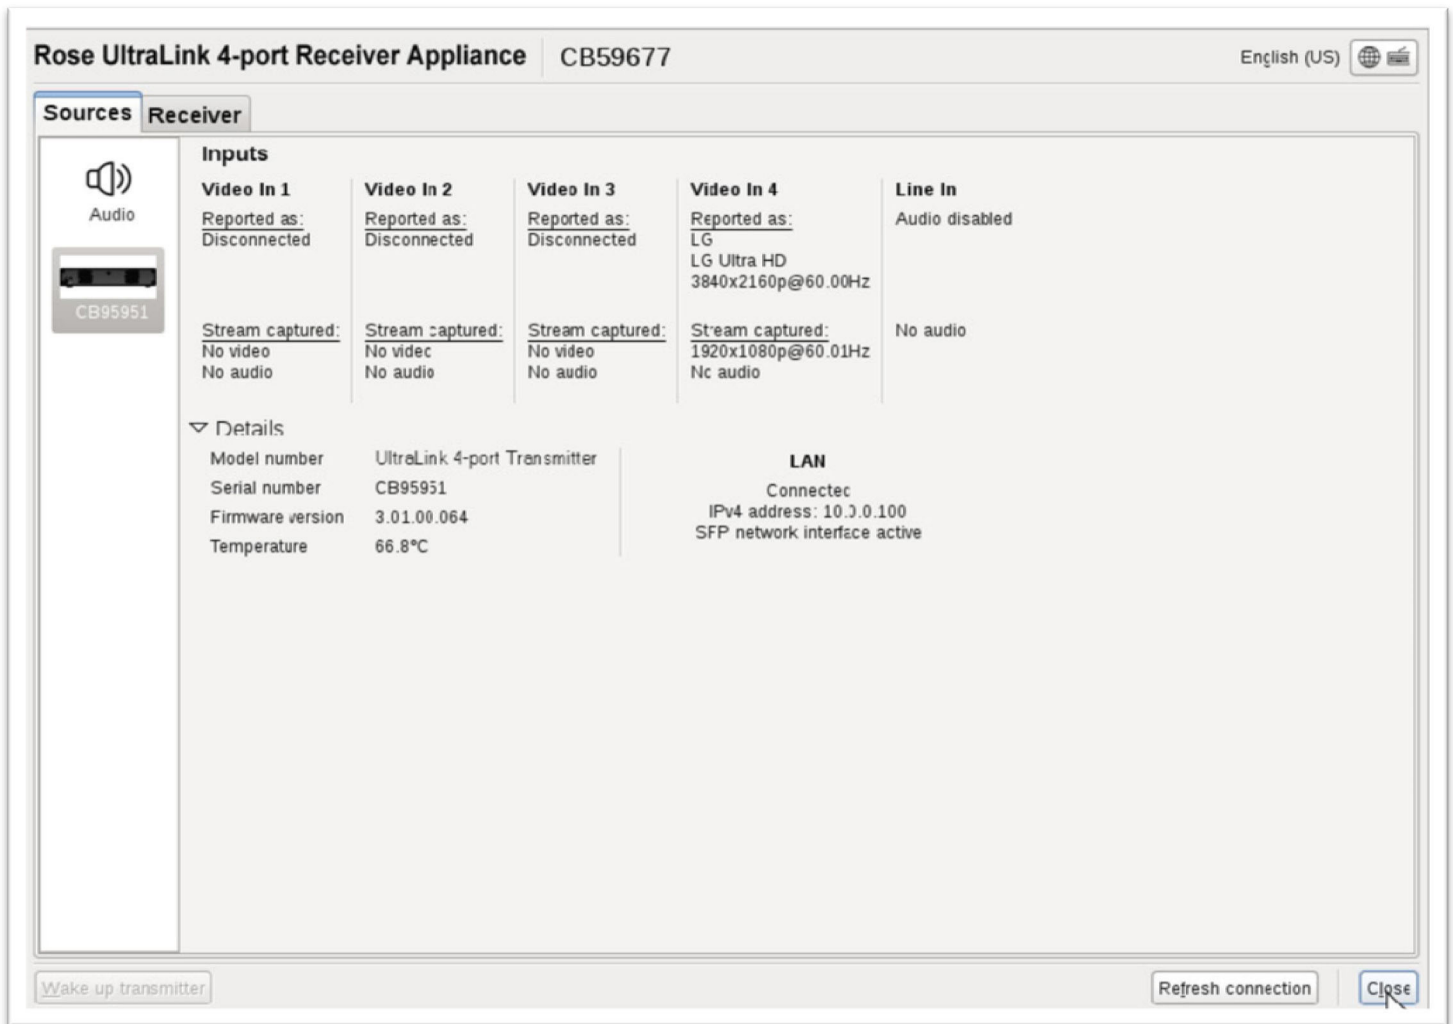 Rose UltraLink 4-port Receiver Appliance CB59677 English (US)
Sources Receiver
Audio
CB95951
Inputs
Video In 1
Reported as:
Disconnected
Stream captured:
No video
No audio
Video In 2
Reported as:
Disconnected
Stream captured:
No video
No audio
Video In 3
Reported as:
Disconnected
Stream captured:
No video
No audio
Video In 4
Reported as:
LG
LG Ultra HD
3840x2160p@60.00Hz
Stream captured:
1920x1080p@60.01Hz
No audio
Line In
Audio disabled
No audio
Details
Model number UltraLink 4-port Transmitter
Serial number CB95951
Firmware version 3.01.00.064
Temperature 66.8°C
LAN
Connected
IPv4 address: 10.0.0.100
SFP network interface active
Wake up transmitter Refresh connection Close